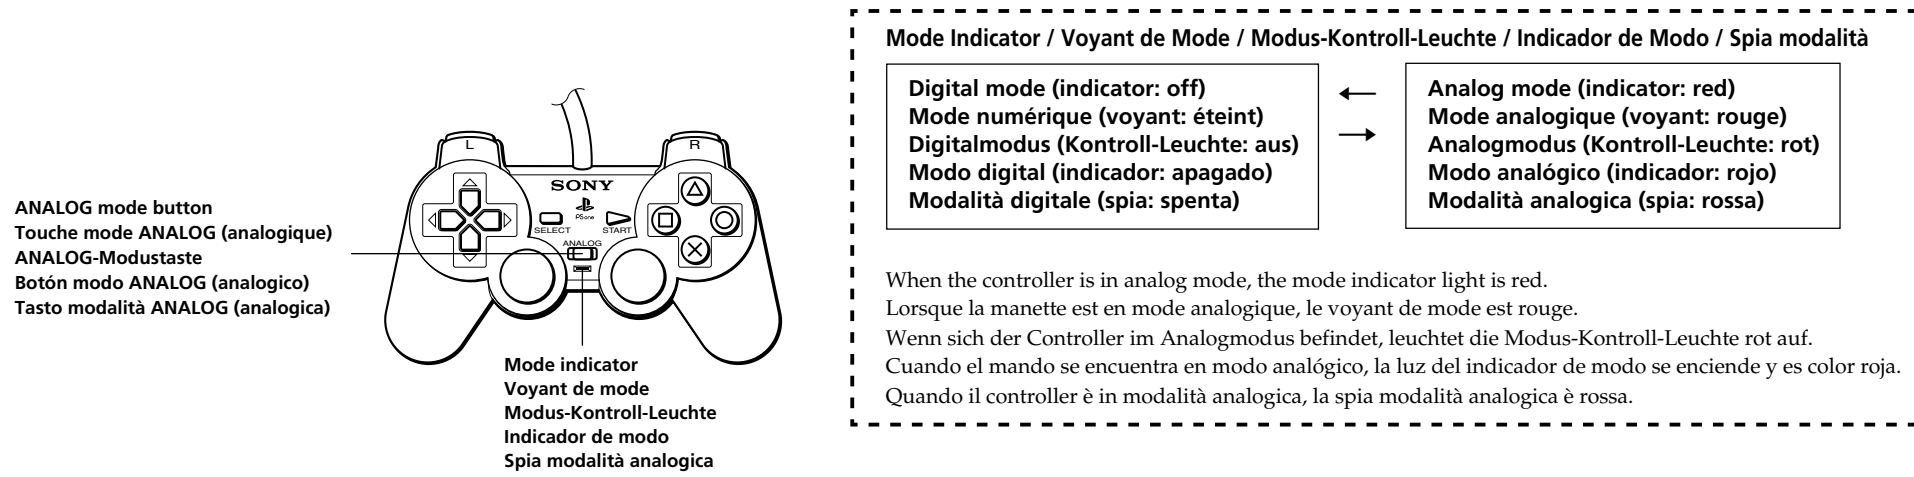 ANALOG mode button
Touche mode ANALOG (analogique)
ANALOG-Modustaste
Botón modo ANALOG (analogico)
Tasto modalità ANALOG (analogica)
L
R
SONY
PSone
SELECT
START
ANALOG
Mode indicator
Voyant de mode
Modus-Kontroll-Leuchte
Indicador de modo
Spia modalità analogica
Mode Indicator / Voyant de Mode / Modus-Kontroll-Leuchte / Indicador de Modo / Spia modalità
Digital mode (indicator: off)
Mode numérique (voyant: éteint)
Digitalmodus (Kontroll-Leuchte: aus)
Modo digital (indicador: apagado)
Modalità digitale (spia: spenta)
Analog mode (indicator: red)
Mode analogique (voyant: rouge)
Analogmodus (Kontroll-Leuchte: rot)
Modo analógico (indicador: rojo)
Modalità analogica (spia: rossa)
When the controller is in analog mode, the mode indicator light is red.
Lorsque la manette est en mode analogique, le voyant de mode est rouge.
Wenn sich der Controller im Analogmodus befindet, leuchtet die Modus-Kontroll-Leuchte rot auf.
Cuando el mando se encuentra en modo analógico, la luz del indicador de modo se enciende y es color roja.
Quando il controller è in modalità analogica, la spia modalità analogica è rossa.